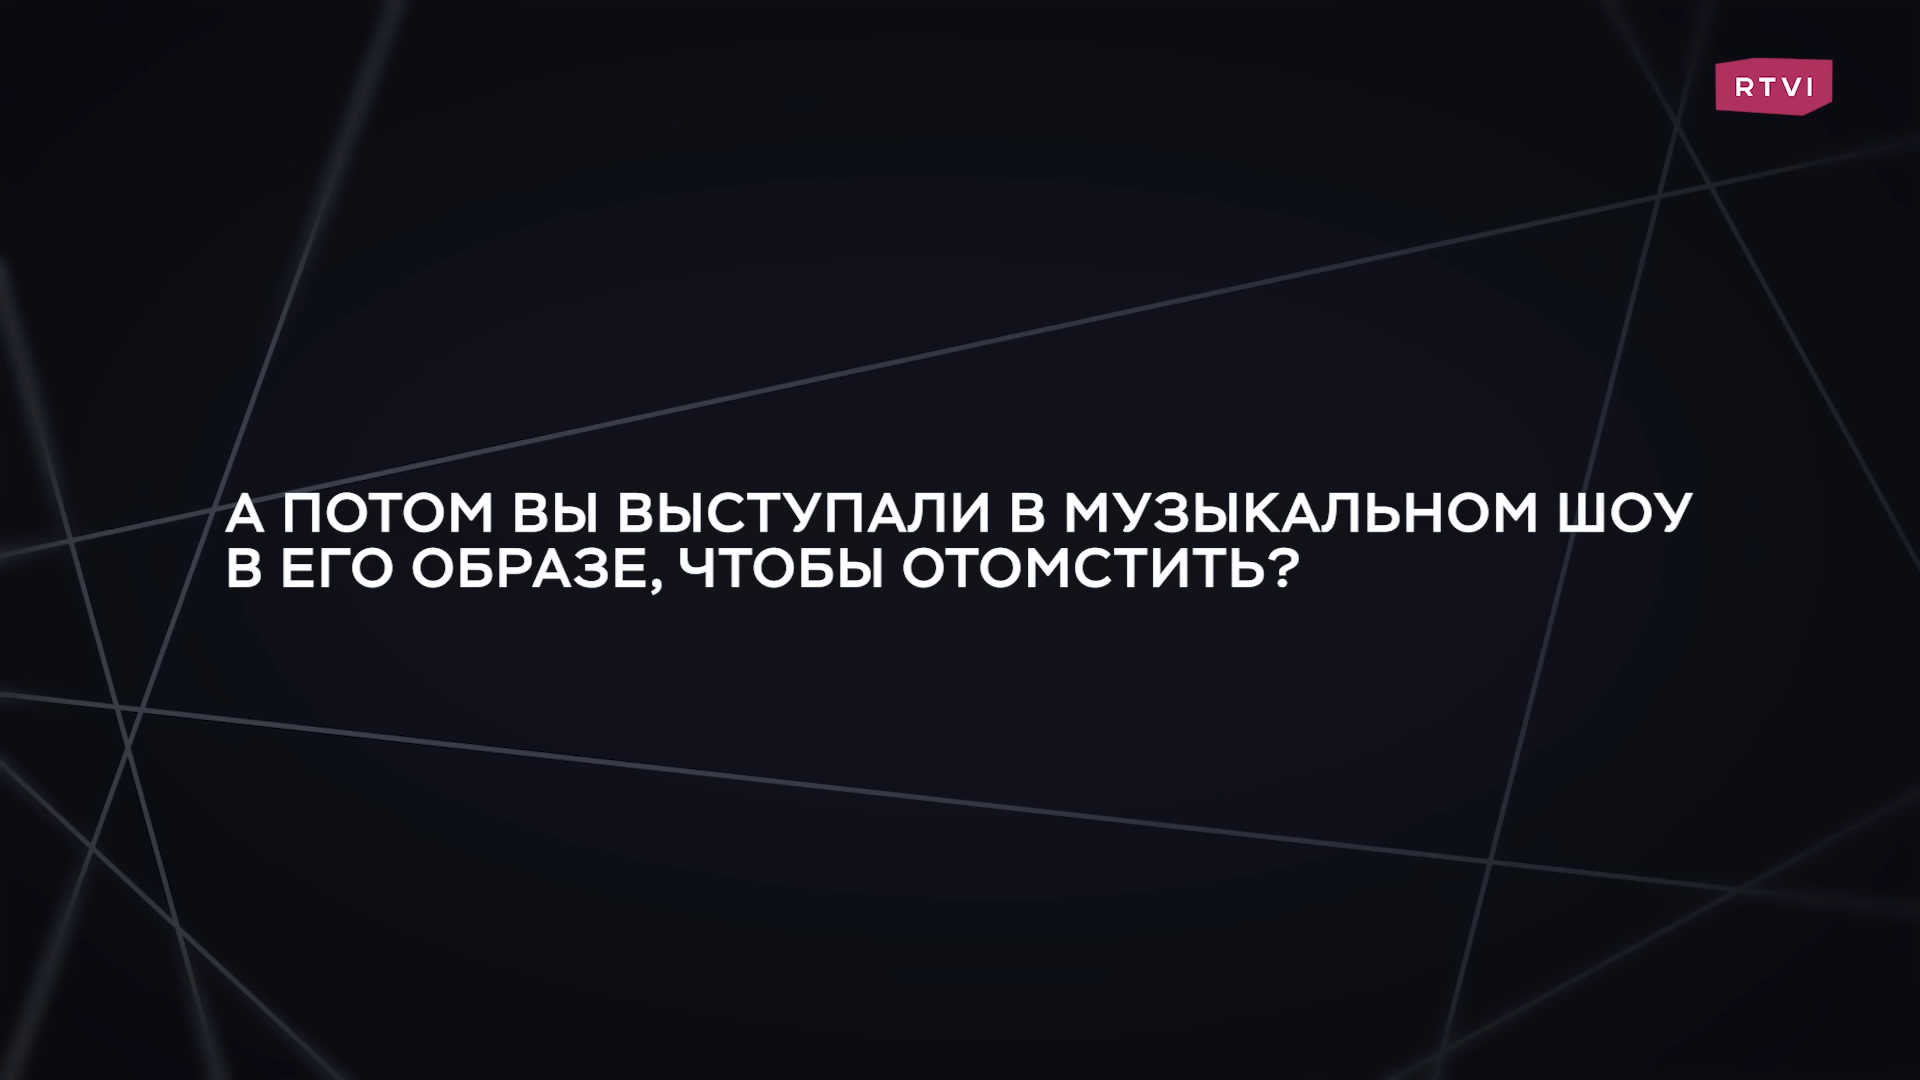 RTVI
А ПОТОМ ВЫ ВЫСТУПАЛИ В МУЗЫКАЛЬНОМ ШОУ
В ЕГО ОБРАЗЕ, ЧТОБЫ ОТОМСТИТЬ?